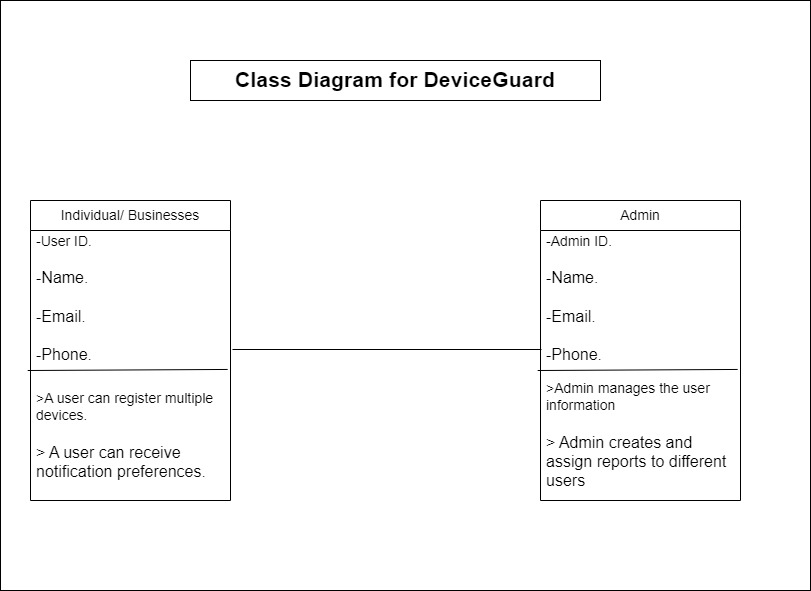 Class Diagram for DeviceGuard
Individual/ Businesses
-User ID.
-Name.
-Email.
-Phone.
>A user can register multiple
devices.
> A user can receive
notification preferences.
Admin
-Admin ID.
-Name.
-Email.
-Phone.
>Admin manages the user
information
> Admin creates and
assign reports to different
users